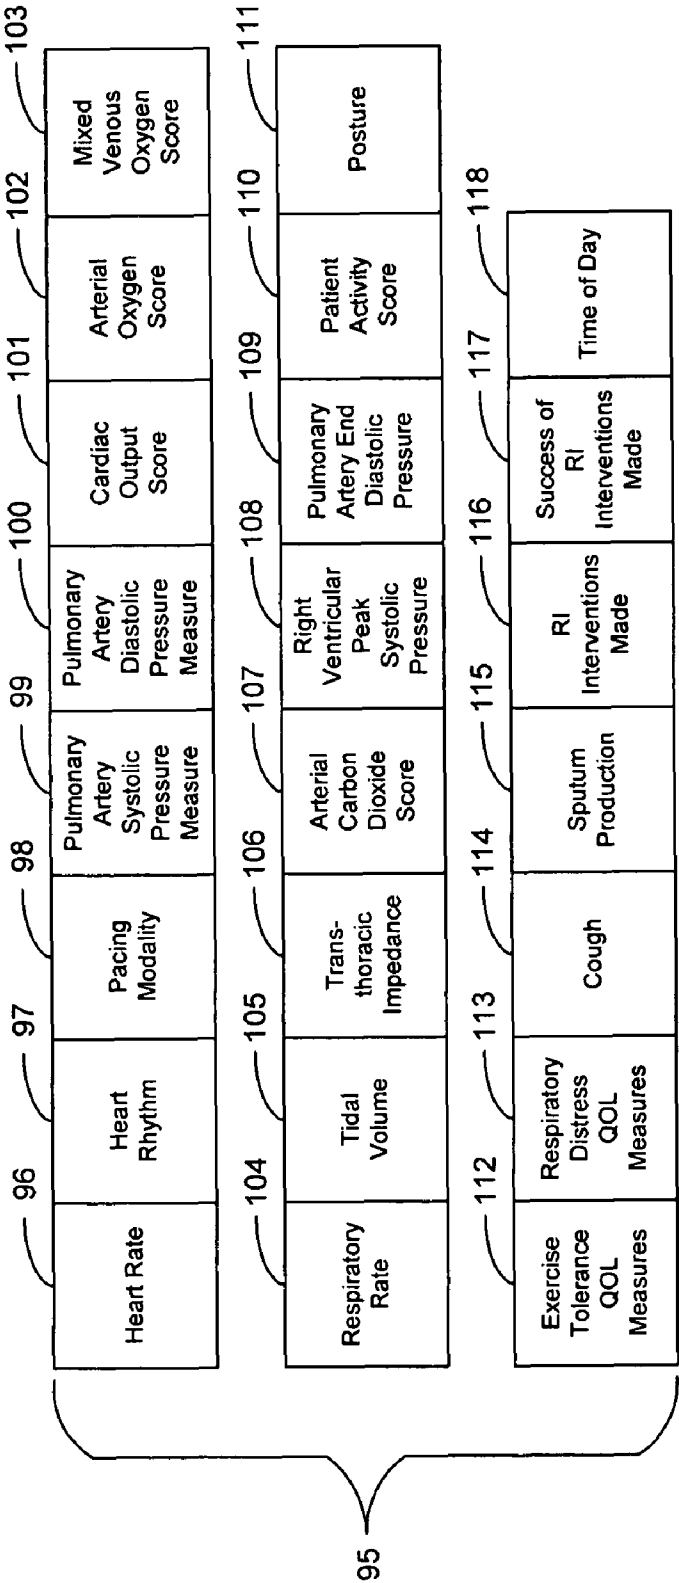 95
96
Heart Rate
97
Heart
Rhythm
98
Pacing
Modality
99
Pulmonary
Artery
Systolic
Pressure
Measure
100
Pulmonary
Artery
Diastolic
Pressure
Measure
101
Cardiac
Output
Score
102
Arterial
Oxygen
Score
103
Mixed
Venous
Oxygen
Score
104
Respiratory
Rate
105
Tidal
Volume
106
Trans-
thoracic
Impedance
107
Arterial
Carbon
Dioxide
Score
108
Right
Ventricular
Peak
Systolic
Pressure
109
Pulmonary
Artery End
Diastolic
Pressure
110
Patient
Activity
Score
111
Posture
112
Exercise
Tolerance
QOL
Measures
113
Respiratory
Distress
QOL
Measures
114
Cough
115
Sputum
Production
116
RI
Interventions
Made
117
Success of
RI
Interventions
Made
118
Time of Day